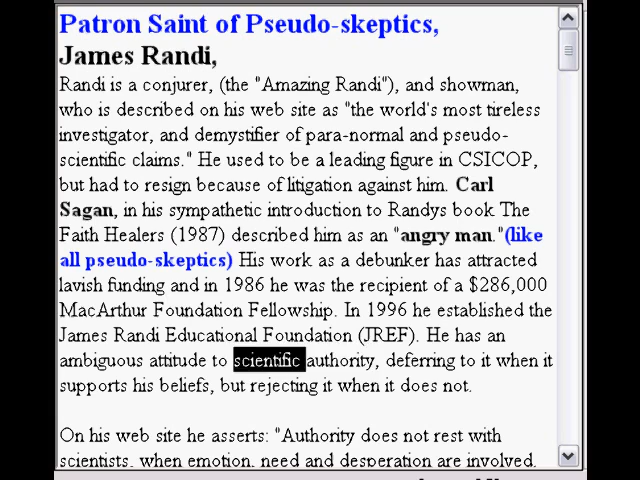 Patron Saint of Pseudo-skeptics,
James Randi,
Randi is a conjurer, (the "Amazing Randi"), and showman,
who is described on his web site as "the world's most tireless
investigator, and demystifier of para-normal and pseudo-
scientific claims." He used to be a leading figure in CSICOP,
but had to resign because of litigation against him. Carl
Sagan, in his sympathetic introduction to Randys book The
Faith Healers (1987) described him as an "angry man."(like
all pseudo-skeptics) His work as a debunker has attracted
lavish funding and in 1986 he was the recipient of a $286,000
MacArthur Foundation Fellowship. In 1996 he established the
James Randi Educational Foundation (JREF). He has an
ambiguous attitude to scientific authority, deferring to it when it
supports his beliefs, but rejecting it when it does not.
On his web site he asserts: "Authority does not rest with
scientists, when emotion, need and desperation are involved.